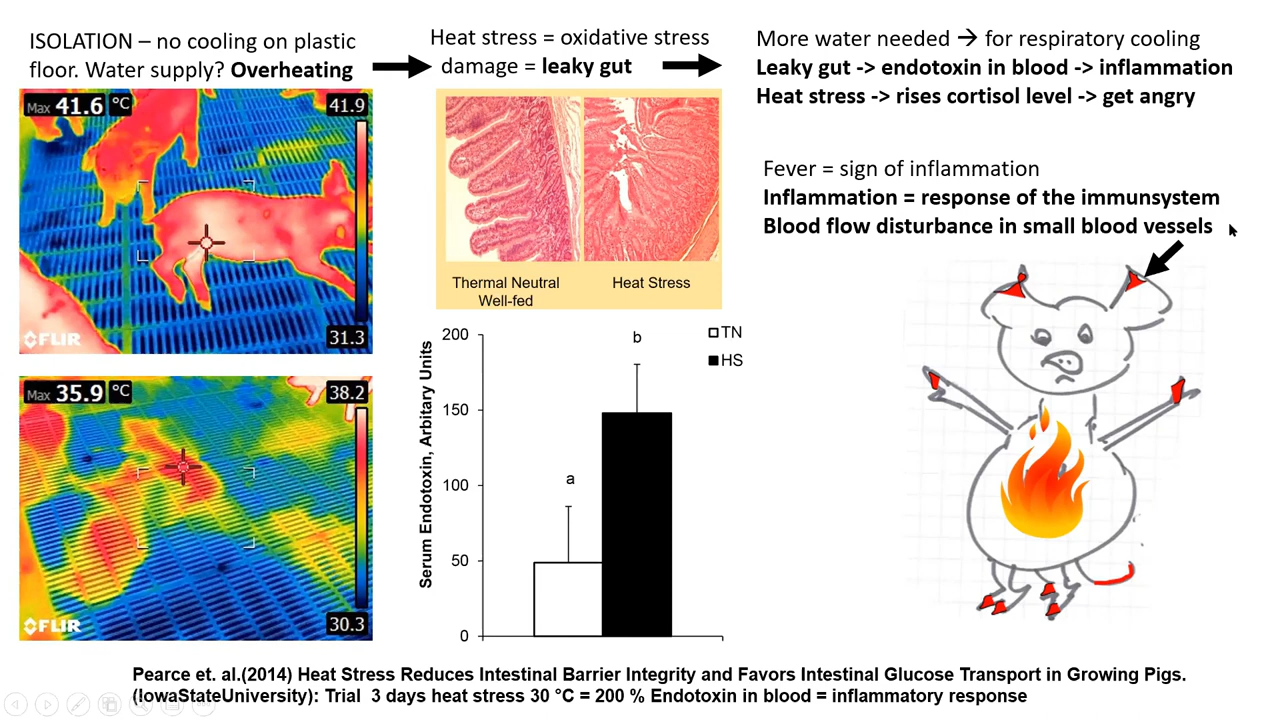 ISOLATION – no cooling on plastic
floor. Water supply? Overheating
Heat stress = oxidative stress
damage = leaky gut
More water needed → for respiratory cooling
Leaky gut -> endotoxin in blood -> inflammation
Heat stress -> rises cortisol level -> get angry
Max 41.6 °C
41.9
31.3
FLIR
Max 35.9 °C
38.2
30.3
FLIR
Thermal Neutral
Well-fed
Heat Stress
Serum Endotoxin, Arbitary Units
200
150
100
50
0
a
b
TN
HS
Fever = sign of inflammation
Inflammation = response of the immunsystem
Blood flow disturbance in small blood vessels
Pearce et. al.(2014) Heat Stress Reduces Intestinal Barrier Integrity and Favors Intestinal Glucose Transport in Growing Pigs.
(IowaStateUniversity): Trial 3 days heat stress 30 °C = 200 % Endotoxin in blood = inflammatory response